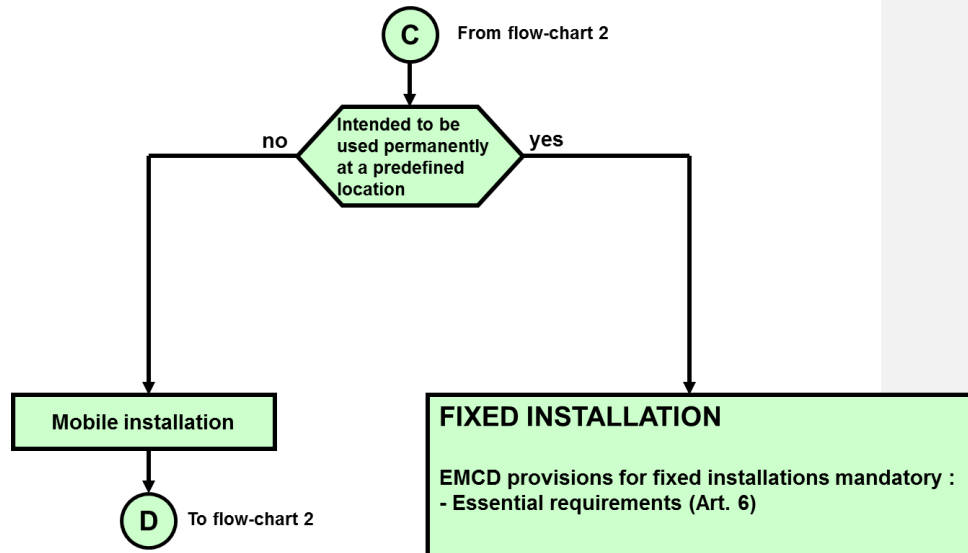 C
From flow-chart 2
Intended to be
used permanently
at a predefined
location
no
yes
Mobile installation
D
To flow-chart 2
FIXED INSTALLATION
EMCD provisions for fixed installations mandatory :
- Essential requirements (Art. 6)